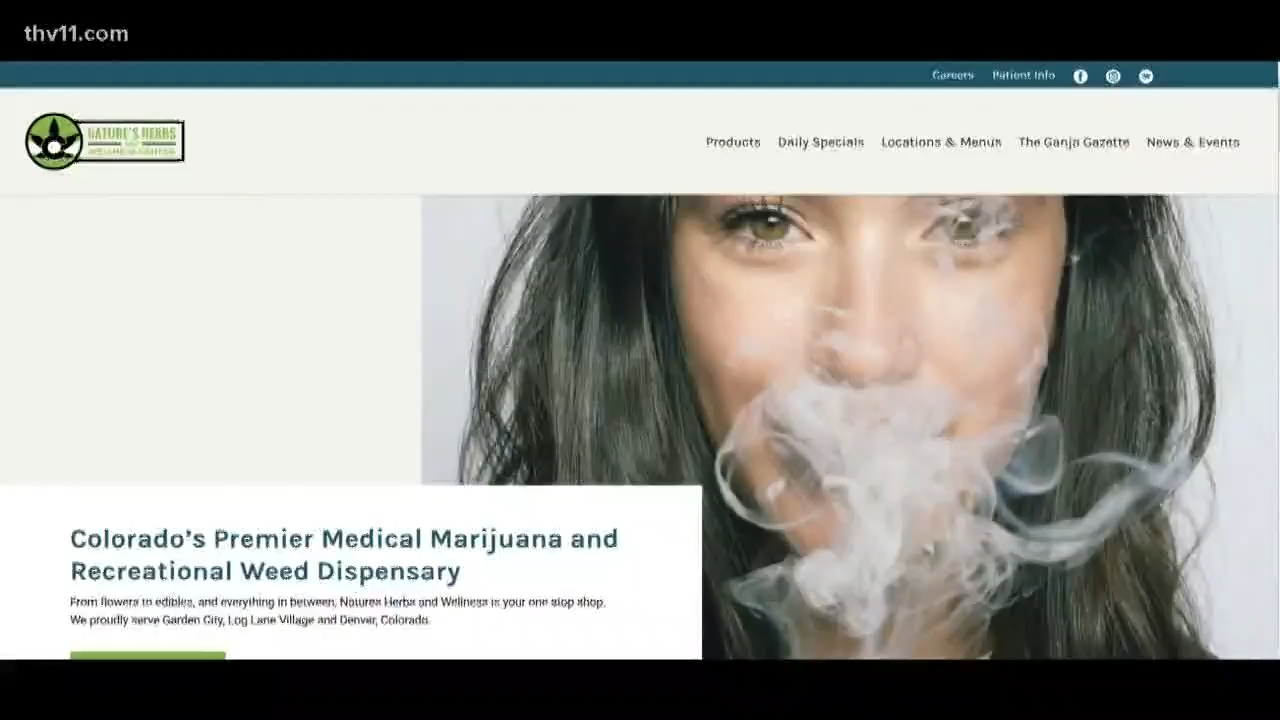 thv11.com
Careers Patient Info
NATURE'S HERBS
Products Daily Specials Locations & Menus The Ganja Gazette News & Events
Colorado's Premier Medical Marijuana and
Recreational Weed Dispensary
From flowers to edibles, and everything in between, Natures Herbs and Wellness is your one stop shop.
We proudly serve Garden City, Log Lane Village and Denver, Colorado.